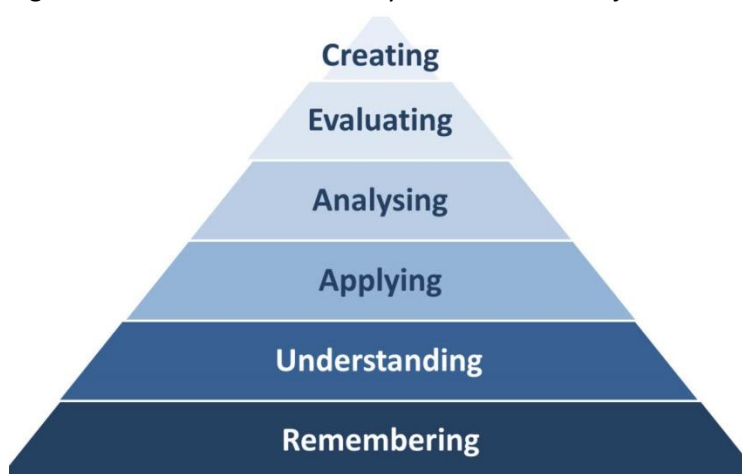 Creating
Evaluating
Analysing
Applying
Understanding
Remembering